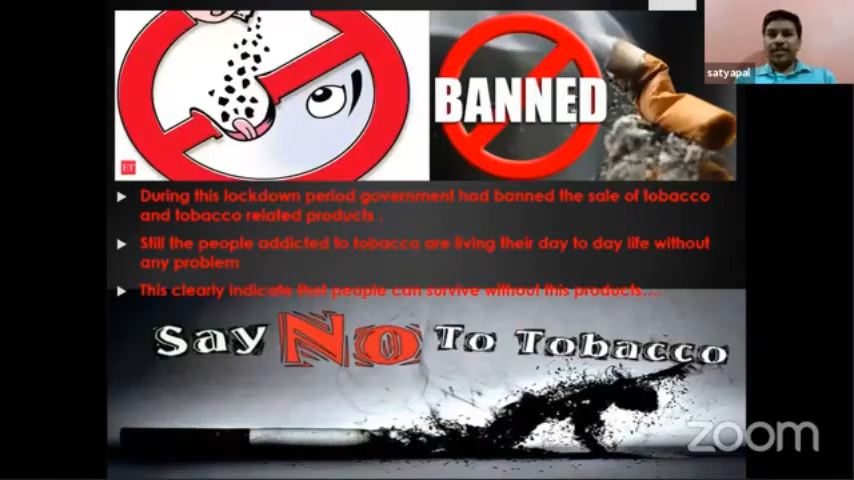 satyapal
BANNED
ET
During this lockdown period government had banned the sale of tobacco
and tobacco related products .
Still the people addicted to tobacco are living their day to day life without
any problem
This clearly indicate that people can survive without this products....
Say No To Tobacco
zoom